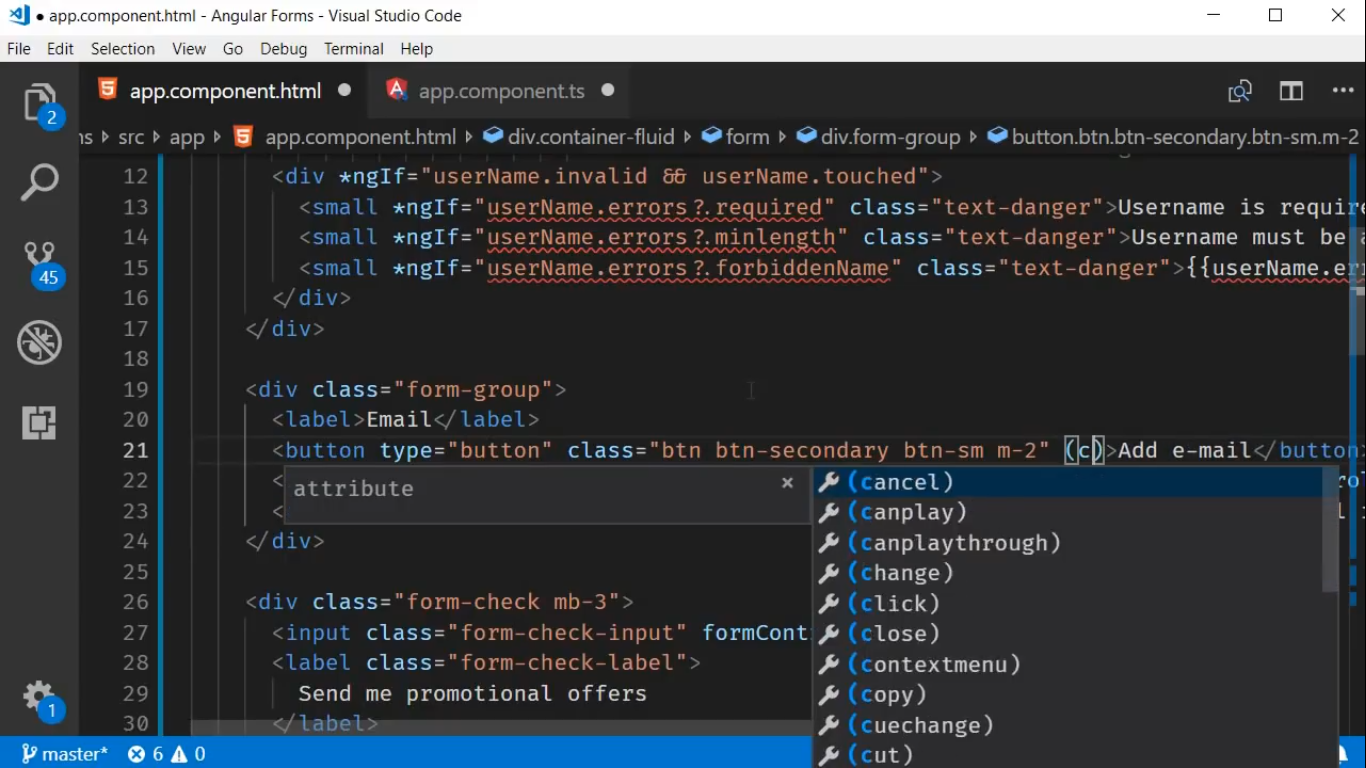 app.component.html - Angular Forms - Visual Studio Code
File Edit Selection View Go Debug Terminal Help
2
app.component.html app.component.ts
src app app.component.html div.container-fluid form div.form-group button.btn.btn-secondary.btn-sm.m-2
12 <div *ngIf="userName.invalid && userName.touched">
13 <small *ngIf="userName.errors?.required" class="text-danger">Username is
14 <small *ngIf="userName.errors?.minlength" class="text-danger">Username must be
15 <small *ngIf="userName.errors?.forbiddenName" class="text-danger">{{userName.
16 </div>
45
17 </div>
18
19 <div class="form-group">
20 <label>Email</label>
21 <button type="button" class="btn btn-secondary btn-sm m-2" (c)>Add e-mail</button>
22 <
attribute ×
23 <
24 </div>
25
26 <div class="form-check mb-3">
27 <input class="form-check-input"
28 <label class="form-check-label">
29 Send me promotional offers
30 </label>
(cancel)
(canplay)
(canplaythrough)
(change)
(click)
(close)
(contextmenu)
(copy)
(cuechange)
(cut)
1
master* 6 0